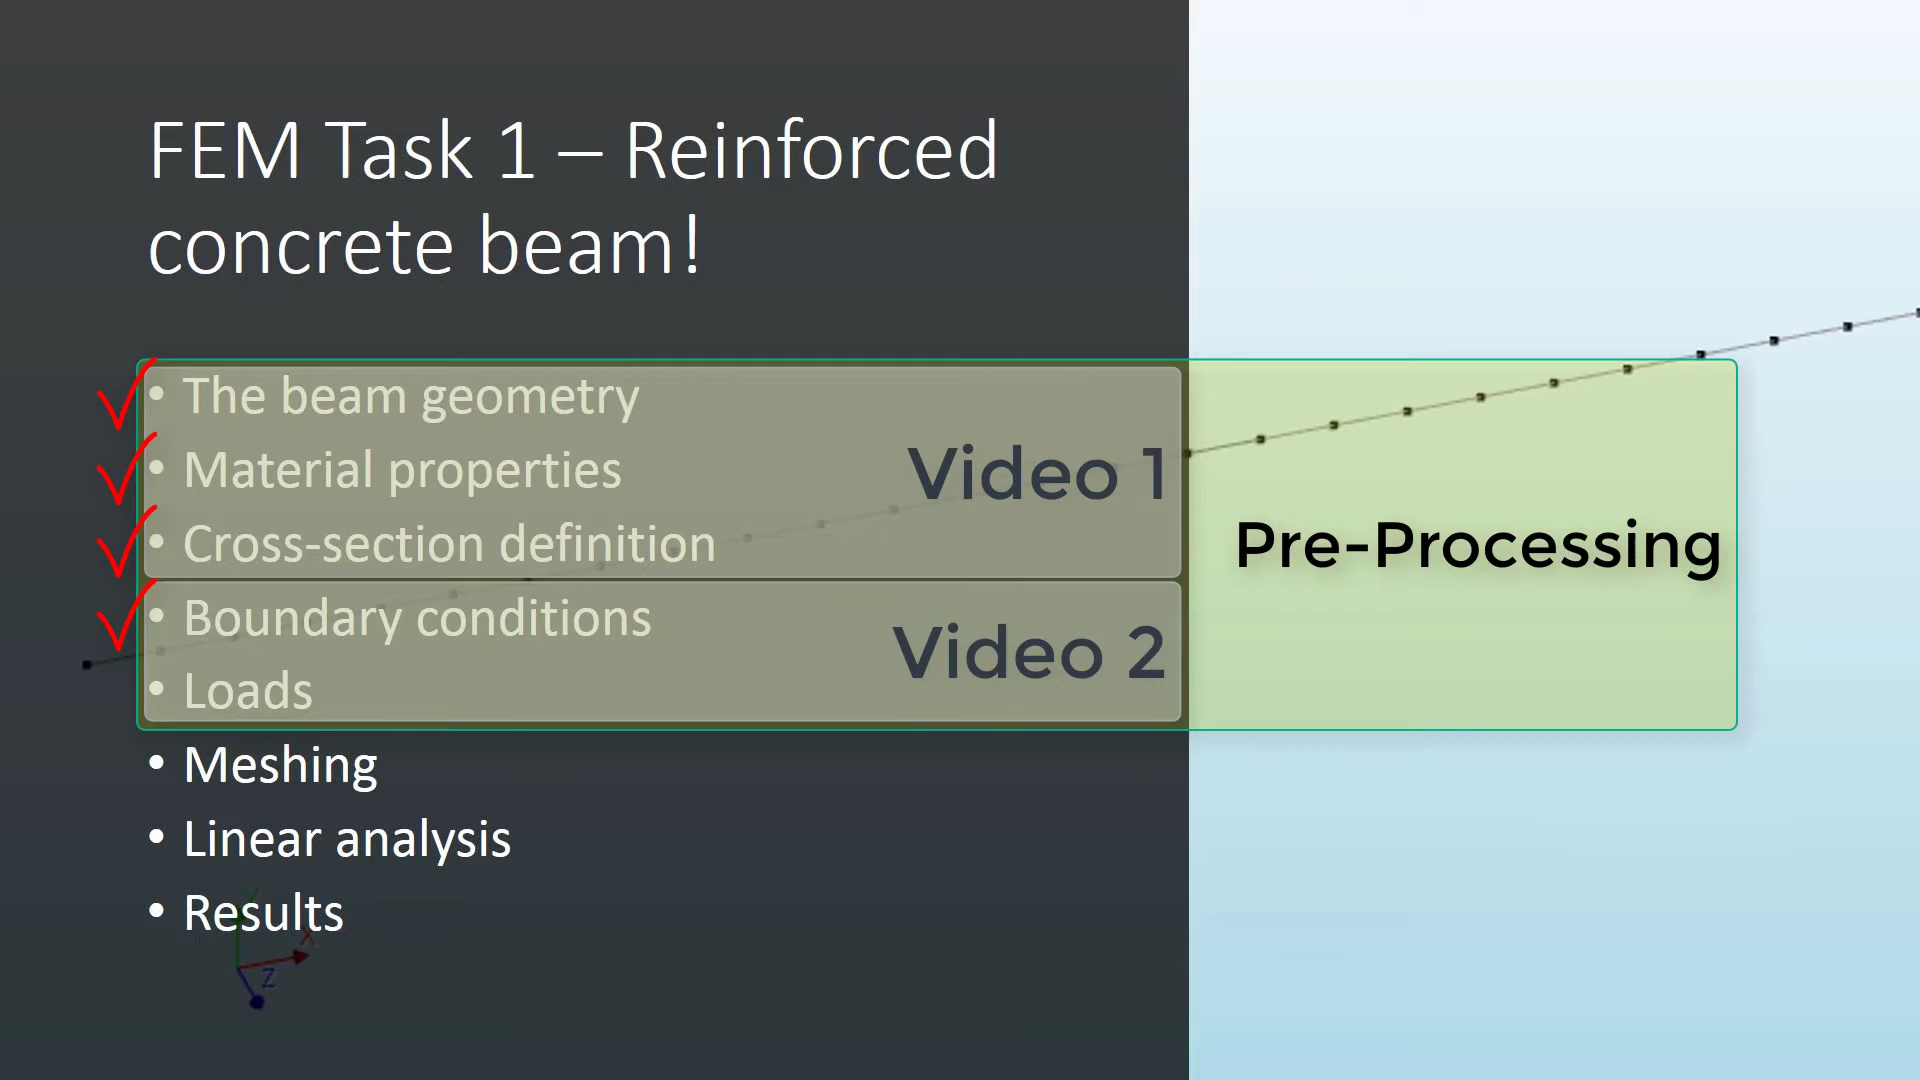 FEM Task 1 – Reinforced
concrete beam!
• The beam geometry
• Material properties
• Cross-section definition
Video 1
• Boundary conditions
• Loads
Video 2
Pre-Processing
• Meshing
• Linear analysis
• Results
Y
X
Z